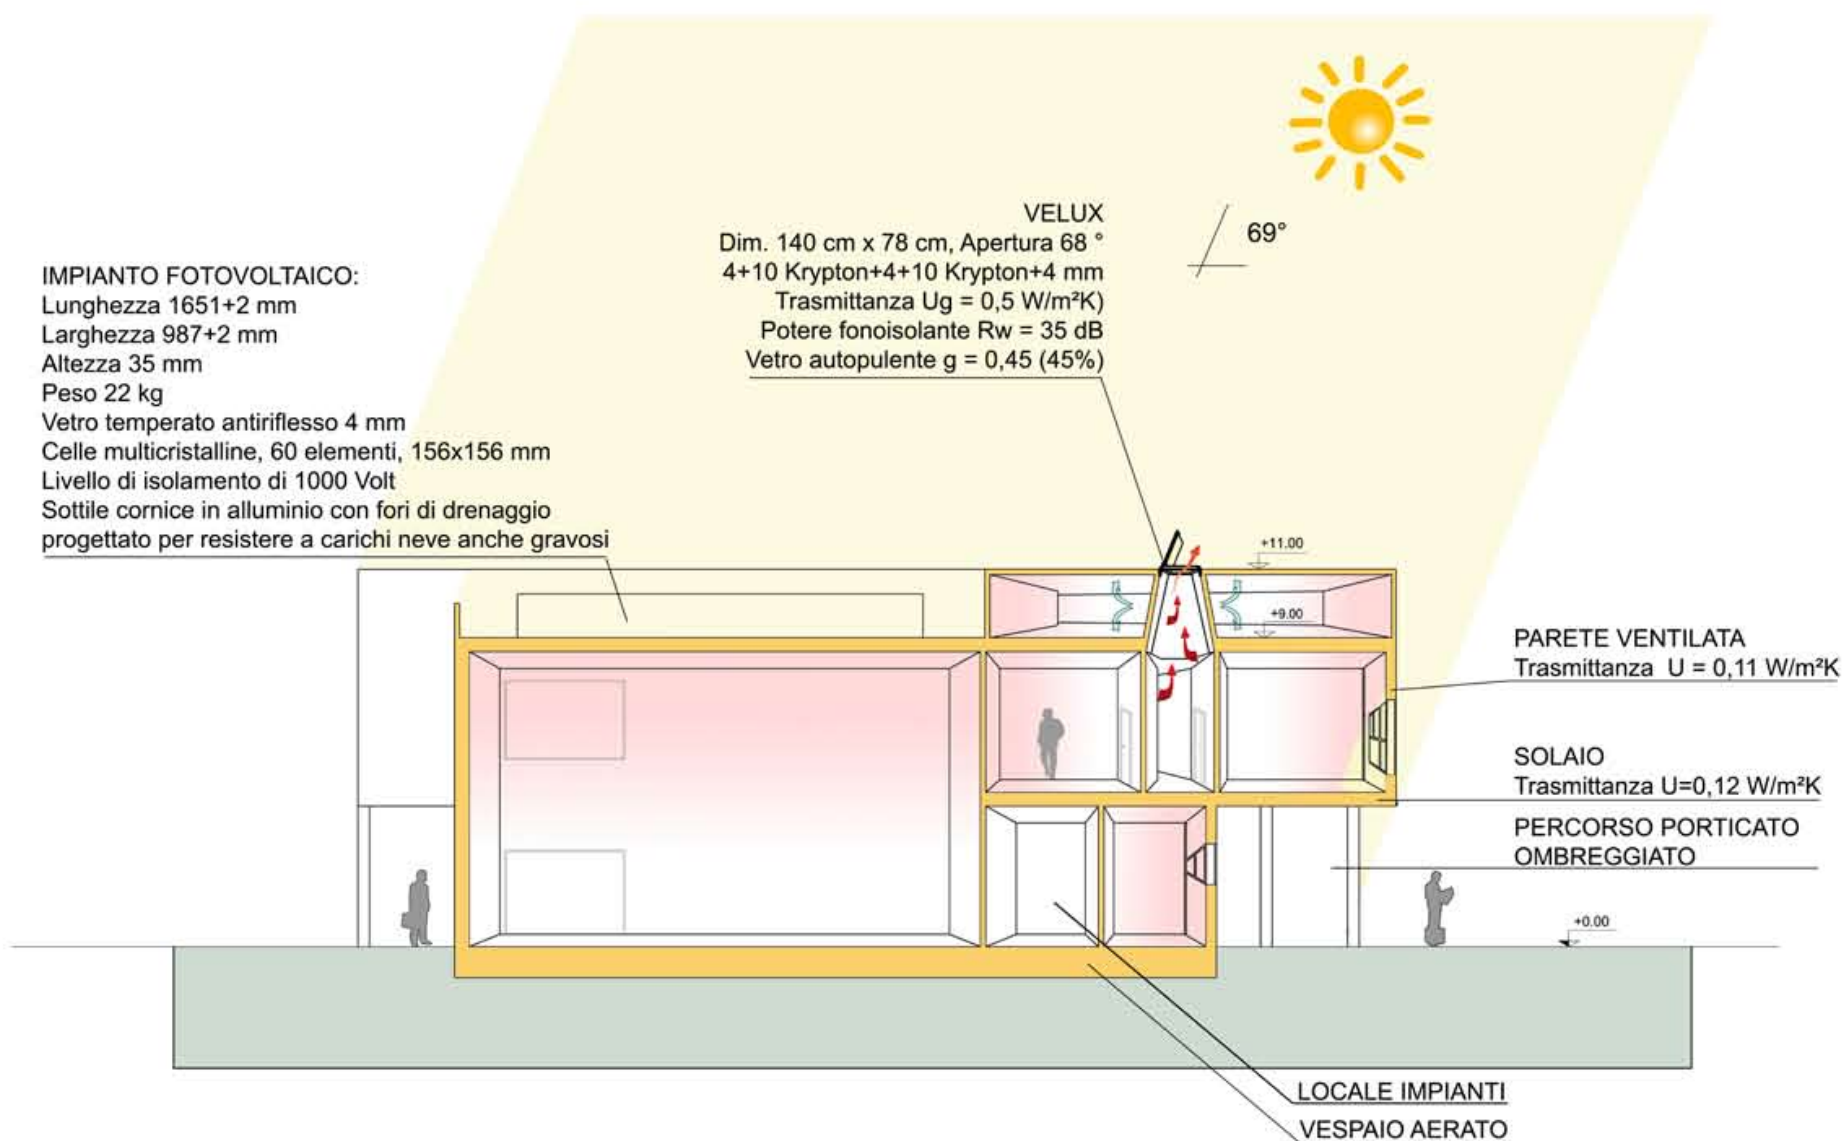 VELUX
Dim. 140 cm x 78 cm, Apertura 68 °
4+10 Krypton+4+10 Krypton+4 mm
Trasmittanza Ug = 0,5 W/m²K)
Potere fonoisolante Rw = 35 dB
Vetro autopulente g = 0,45 (45%)
69°
IMPIANTO FOTOVOLTAICO:
Lunghezza 1651+2 mm
Larghezza 987+2 mm
Altezza 35 mm
Peso 22 kg
Vetro temperato antiriflesso 4 mm
Celle multicristalline, 60 elementi, 156x156 mm
Livello di isolamento di 1000 Volt
Sottile cornice in alluminio con fori di drenaggio
progettato per resistere a carichi neve anche gravosi
+11.00
+9.00
PARETE VENTILATA
Trasmittanza U = 0,11 W/m²K
SOLAIO
Trasmittanza U=0,12 W/m²K
PERCORSO PORTICATO
OMBREGGIATO
+0.00
LOCALE IMPIANTI
VESPAIO AERATO